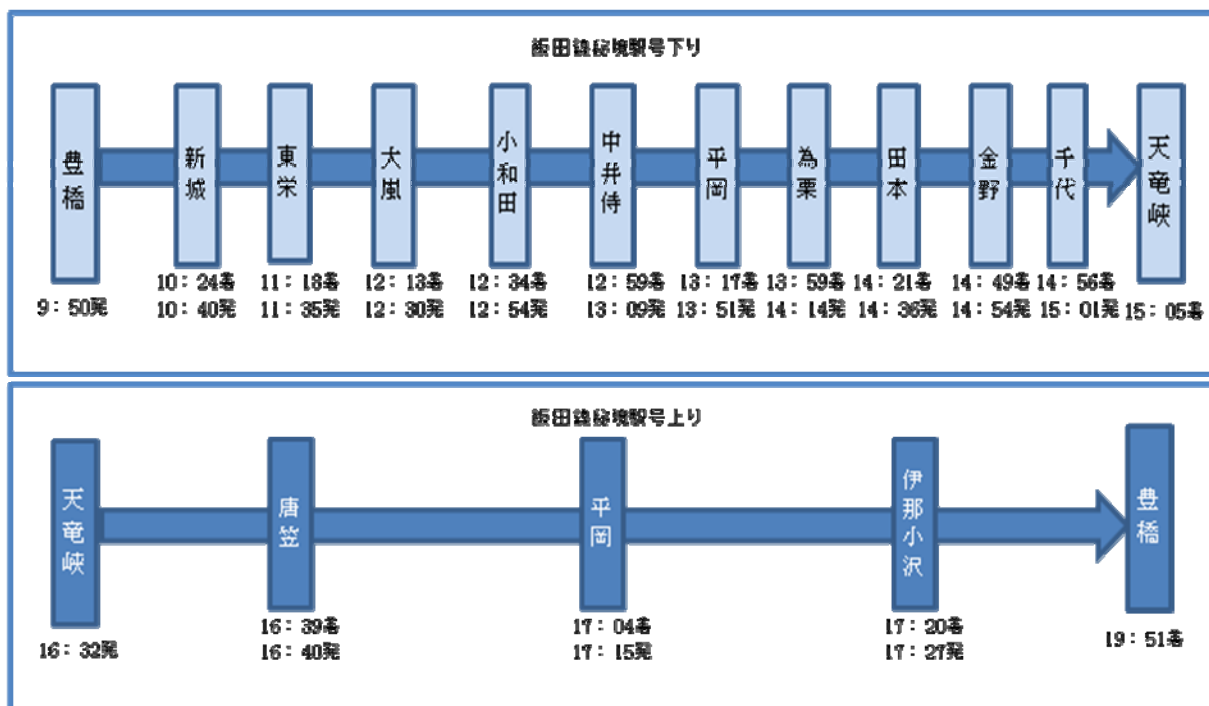 飯田線秘境駅号下り
豊橋
新城
東栄
大嵐
小和田
中井侍
平岡
為栗
田本
金野
千代
天竜峡
9：50発
10：24着
10：40発
11：18着
11：35発
12：13着
12：30発
12：34着
12：54発
12：59着
13：09発
13：17着
13：51発
13：59着
14：14発
14：21着
14：36発
14：49着
14：54発
14：56着
15：01発
15：05着
飯田線秘境駅号上り
天竜峡
唐笠
平岡
伊那小沢
豊橋
16：32発
16：39着
16：40発
17：04着
17：15発
17：20着
17：27発
19：51着